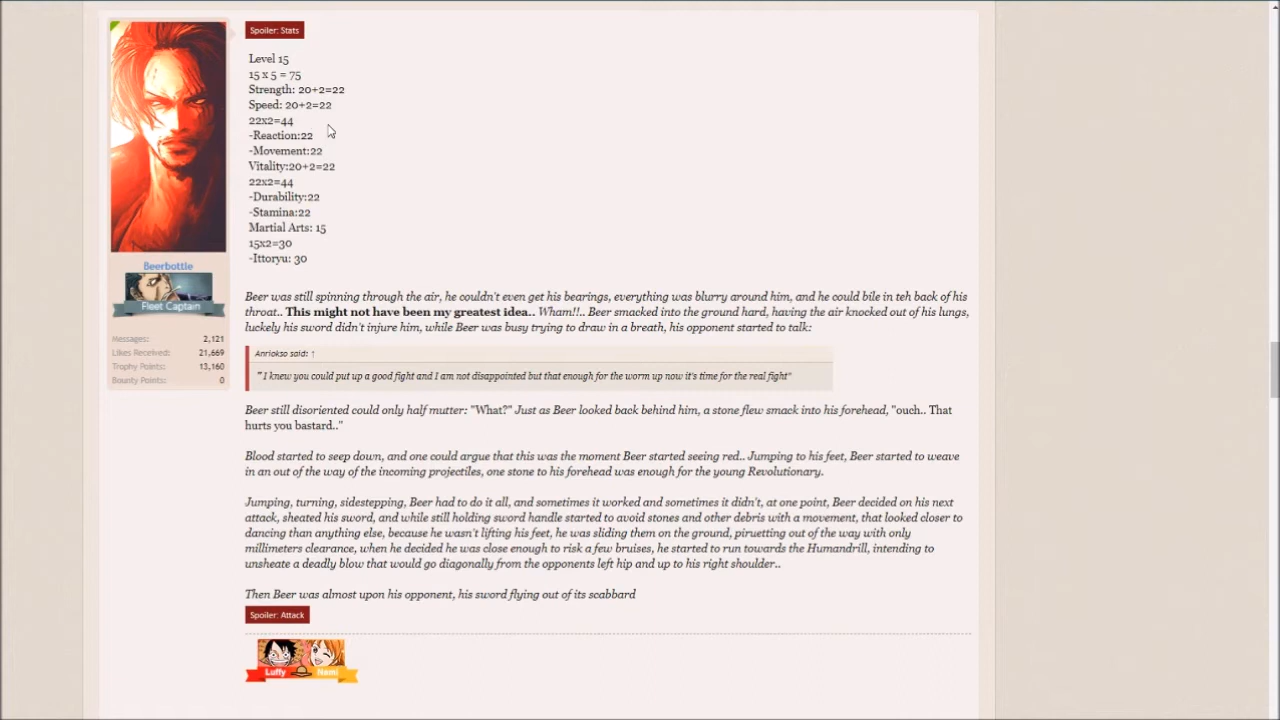 Spoiler: Stats
Level 15
15 x 5 = 75
Strength: 20+2=22
Speed: 20+2=22
22x2=44
-Reaction:22
-Movement:22
Vitality:20+2=22
22x2=44
-Durability:22
-Stamina:22
Martial Arts: 15
15x2=30
-Ittoryu: 30
Beerbottle
Fleet Captain
Messages: 2,121
Likes Received: 21,669
Trophy Points: 13,160
Bounty Points: 0
Beer was still spinning through the air, he couldn't even get his bearings, everything was blurry around him, and he could bile in teh back of his
throat.. This might not have been my greatest idea.. Wham!!.. Beer smacked into the ground hard, having the air knocked out of his lungs,
luckely his sword didn't injure him, while Beer was busy trying to draw in a breath, his opponent started to talk:
Anriokso said: ↑
" I knew you could put up a good fight and I am not disappointed but that enough for the worm up now it's time for the real fight"
Beer still disoriented could only half mutter: "What?" Just as Beer looked back behind him, a stone flew smack into his forehead, "ouch.. That
hurts you bastard.."
Blood started to seep down, and one could argue that this was the moment Beer started seeing red.. Jumping to his feet, Beer started to weave
in an out of the way of the incoming projectiles, one stone to his forehead was enough for the young Revolutionary.
Jumping, turning, sidestepping, Beer had to do it all, and sometimes it worked and sometimes it didn't, at one point, Beer decided on his next
attack, sheated his sword, and while still holding sword handle started to avoid stones and other debris with a movement, that looked closer to
dancing than anything else, because he wasn't lifting his feet, he was sliding them on the ground, piruetting out of the way with only
millimeters clearance, when he decided he was close enough to risk a few bruises, he started to run towards the Humandrill, intending to
unsheate a deadly blow that would go diagonally from the opponents left hip and up to his right shoulder..
Then Beer was almost upon his opponent, his sword flying out of its scabbard
Spoiler: Attack
Luffy Nami